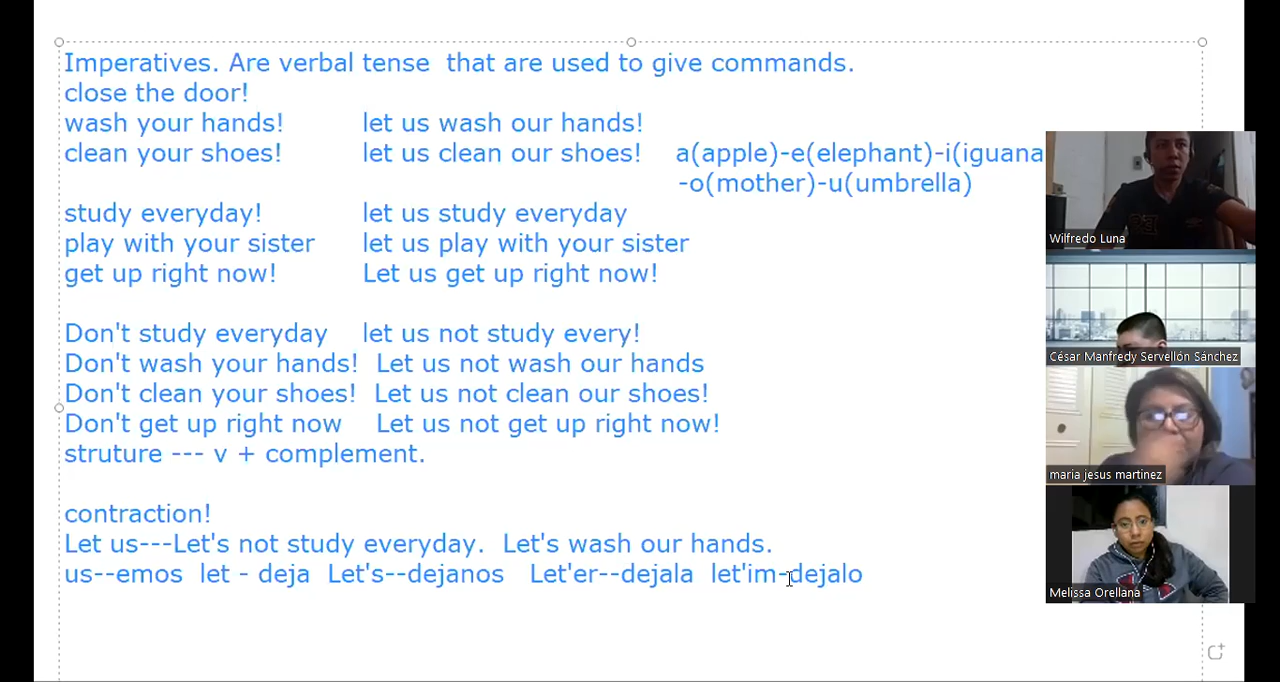 Imperatives. Are verbal tense  that are used to give commands.
close the door!
wash your hands! let us wash our hands!
clean your shoes! let us clean our shoes! a(apple)-e(elephant)-i(iguana
-o(mother)-u(umbrella)
study everyday! let us study everyday
play with your sister let us play with your sister
get up right now! Let us get up right now!
Don't study everyday let us not study every!
Don't wash your hands! Let us not wash our hands
Don't clean your shoes! Let us not clean our shoes!
Don't get up right now Let us not get up right now!
struture --- v + complement.
contraction!
Let us---Let's not study everyday. Let's wash our hands.
us--emos let - deja Let's--dejanos Let'er--dejala let'im-dejalo
Wilfredo Luna
César Manfredy Servellón Sánchez
maria jesus martinez
Melissa Orellana